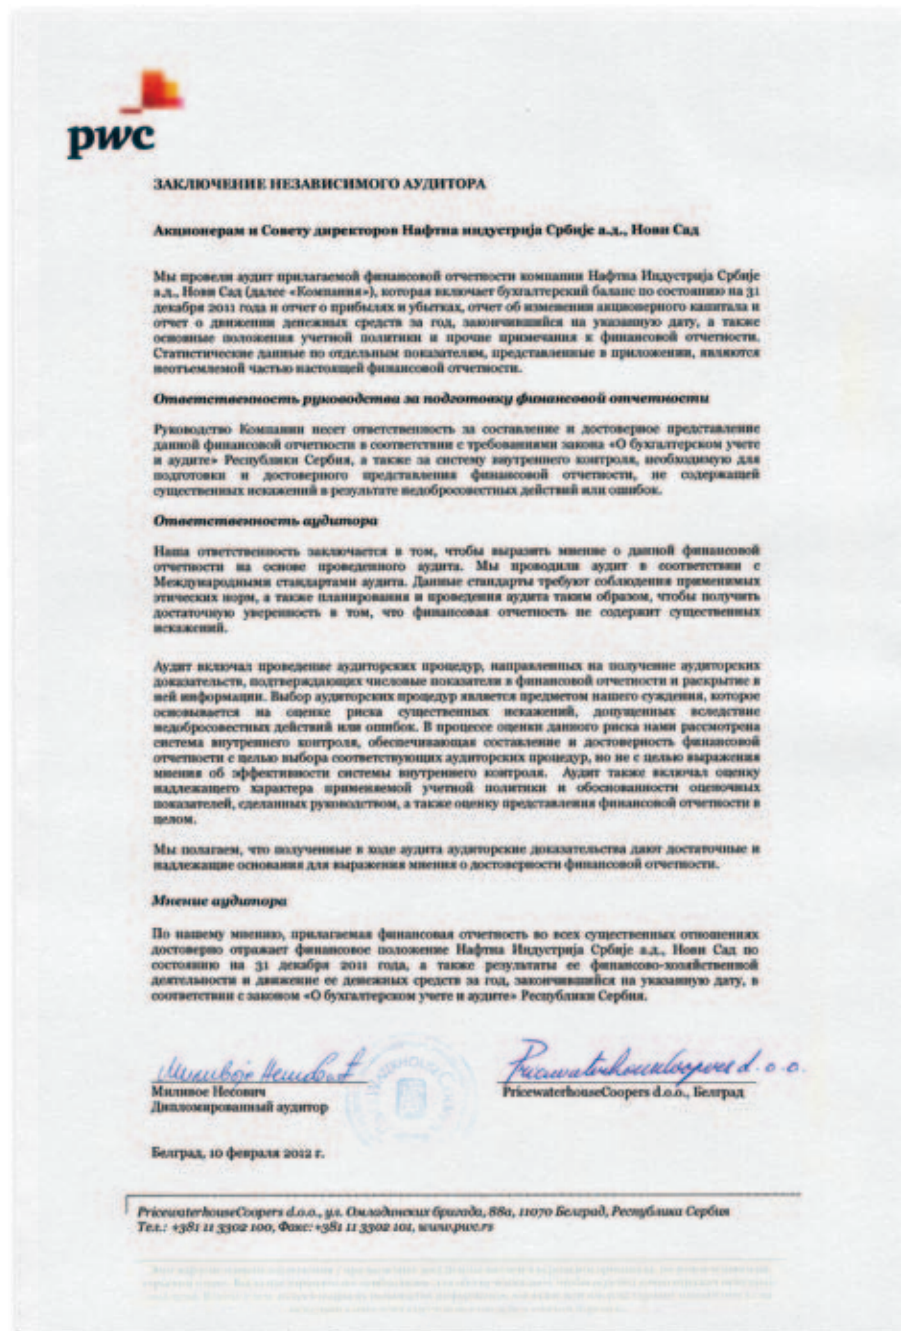 pwc
ЗАКЛЮЧЕНИЕ НЕЗАВИСИМОГО АУДИТОРА
Акционерам и Совету директоров Нафтна индустрија Србије а.д., Нови Сад
Мы провели аудит прилагаемой финансовой отчетности компании Нафтна Индустрија Србије
а.д., Нови Сад (далее «Компания»), которая включает бухгалтерский баланс по состоянию на 31
декабря 2011 года и отчет о прибылях и убытках, отчет об изменении акционерного капитала и
отчет о движении денежных средств за год, закончившийся на указанную дату, а также
основные положения учетной политики и прочие примечания к финансовой отчетности.
Статистические данные по отдельным показателям, представленные в приложении, являются
неотъемлемой частью настоящей финансовой отчетности.
Ответственность руководства за подготовку финансовой отчетности
Руководство Компании несет ответственность за составление и достоверное представление
данной финансовой отчетности в соответствии с требованиями закона «О бухгалтерском учете
и аудите» Республики Сербия, а также за систему внутреннего контроля, необходимую для
подготовки и достоверного представления финансовой отчетности, не содержащей
существенных искажений в результате недобросовестных действий или ошибок.
Ответственность аудитора
Наша ответственность заключается в том, чтобы выразить мнение о данной финансовой
отчетности на основе проведенного аудита. Мы проводили аудит в соответствии с
Международными стандартами аудита. Данные стандарты требуют соблюдения применимых
этических норм, а также планирования и проведения аудита таким образом, чтобы получить
достаточную уверенность в том, что финансовая отчетность не содержит существенных
искажений.
Аудит включал проведение аудиторских процедур, направленных на получение аудиторских
доказательств, подтверждающих числовые показатели в финансовой отчетности и раскрытие в
ней информации. Выбор аудиторских процедур является предметом нашего суждения, которое
основывается на оценке риска существенных искажений, допущенных вследствие
недобросовестных действий или ошибок. В процессе оценки данного риска нами рассмотрена
система внутреннего контроля, обеспечивающая составление и достоверность финансовой
отчетности с целью выбора соответствующих аудиторских процедур, но не с целью выражения
мнения об эффективности системы внутреннего контроля. Аудит также включал оценку
надлежащего характера применяемой учетной политики и обоснованности оценочных
показателей, сделанных руководством, а также оценку представления финансовой отчетности в
целом.
Мы полагаем, что полученные в ходе аудита аудиторские доказательства дают достаточные и
надлежащие основания для выражения мнения о достоверности финансовой отчетности.
Мнение аудитора
По нашему мнению, прилагаемая финансовая отчетность во всех существенных отношениях
достоверно отражает финансовое положение Нафтна Индустрија Србије а.д., Нови Сад по
состоянию на 31 декабря 2011 года, а также результаты ее финансово-хозяйственной
деятельности и движение ее денежных средств за год, закончившийся на указанную дату, в
соответствии с законом «О бухгалтерском учете и аудите» Республики Сербия.
PricewaterhouseCoopers d.o.o.
Миливое Несович
PricewaterhouseCoopers d.o.o., Белград
Дипломированный аудитор
Белград, 10 февраля 2012 г.
PricewaterhouseCoopers d.o.o., ул. Омладинских бригада, 88а, 11070 Белград, Республика Сербия
Тел.: +381 11 3302 100, Факс: +381 11 3302 101, www.pwc.rs